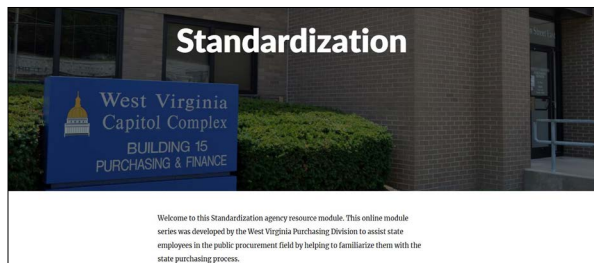 Standardization
West Virginia
Capitol Complex
BUILDING 15
PURCHASING & FINANCE
Welcome to this Standardization agency resource module. This online module
series was developed by the West Virginia Purchasing Division to assist state
employees in the public procurement field by helping to familiarize them with the
state purchasing process.